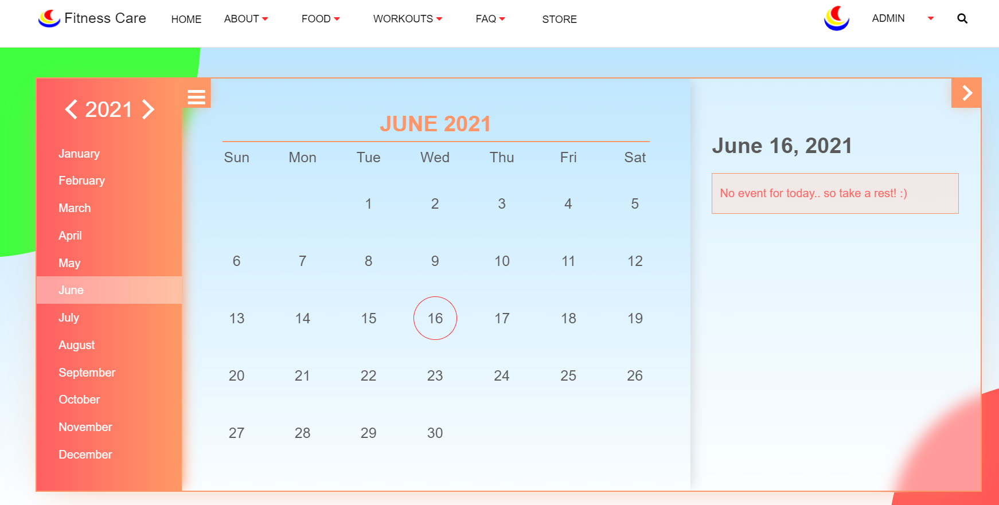 Fitness Care HOME ABOUT FOOD WORKOUTS FAQ STORE ADMIN
2021
January
February
March
April
May
June
July
August
September
October
November
December
JUNE 2021
Sun Mon Tue Wed Thu Fri Sat
1 2 3 4 5
6 7 8 9 10 11 12
13 14 15 16 17 18 19
20 21 22 23 24 25 26
27 28 29 30
June 16, 2021
No event for today.. so take a rest! :)